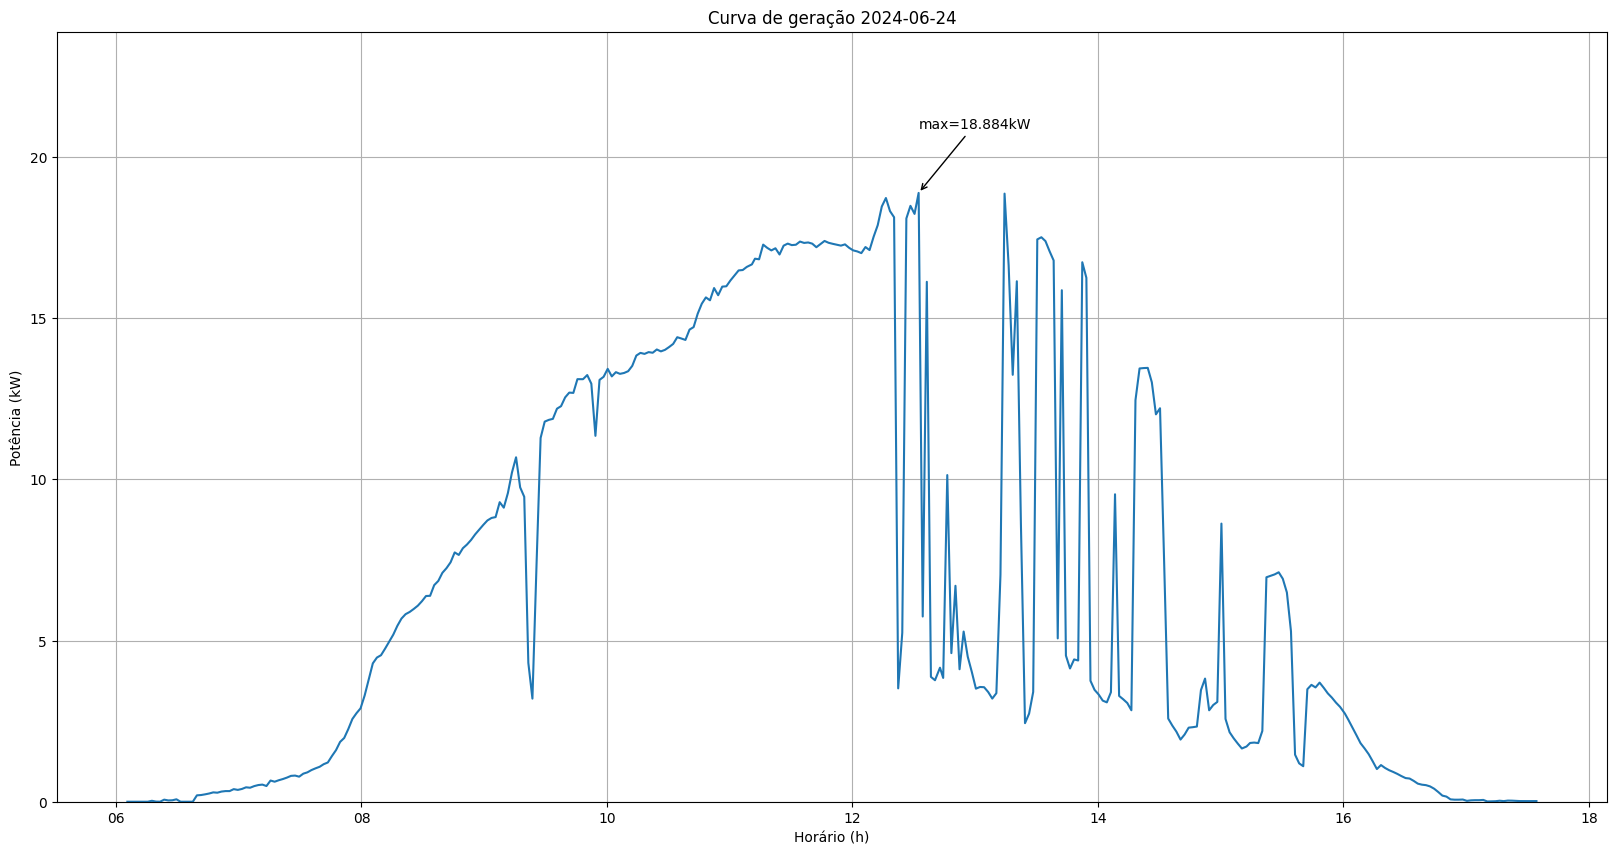 Curva de geração 2024-06-24
max=18.884kW
Potência (kW)
20
15
10
5
0
06 08 10 12 14 16 18
Horário (h)